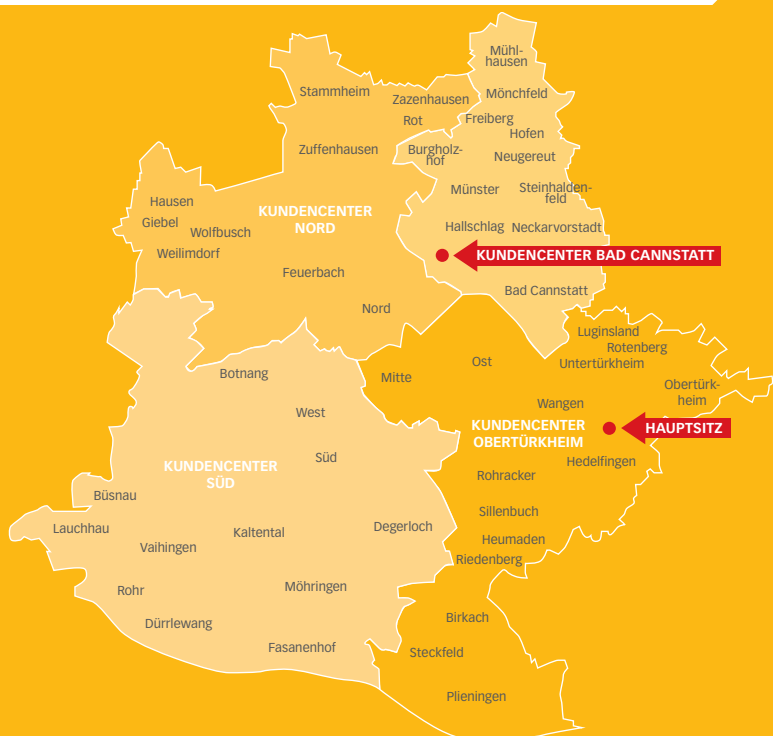 Mühl-
hausen
Stammheim
Zazenhausen
Mönchfeld
Rot
Freiberg
Hofen
Zuffenhausen
Burgholz-
hof
Neugereut
Münster
Steinhalden-
feld
Hausen
Giebel
Wolfbusch
Weilimdorf
KUNDENCENTER
NORD
Hallschlag
Neckarvorstadt
KUNDENCENTER BAD CANNSTATT
Feuerbach
Bad Cannstatt
Nord
Luginsland
Rotenberg
Untertürkheim
Ost
Mitte
Botnang
Obertürk-
heim
Wangen
West
KUNDENCENTER
OBERTÜRKHEIM
HAUPTSITZ
Süd
KUNDENCENTER
SÜD
Hedelfingen
Rohracker
Büsnau
Sillenbuch
Lauchhau
Kaltental
Degerloch
Vaihingen
Heumaden
Riedenberg
Rohr
Möhringen
Dürrlewang
Birkach
Fasanenhof
Steckfeld
Plieningen